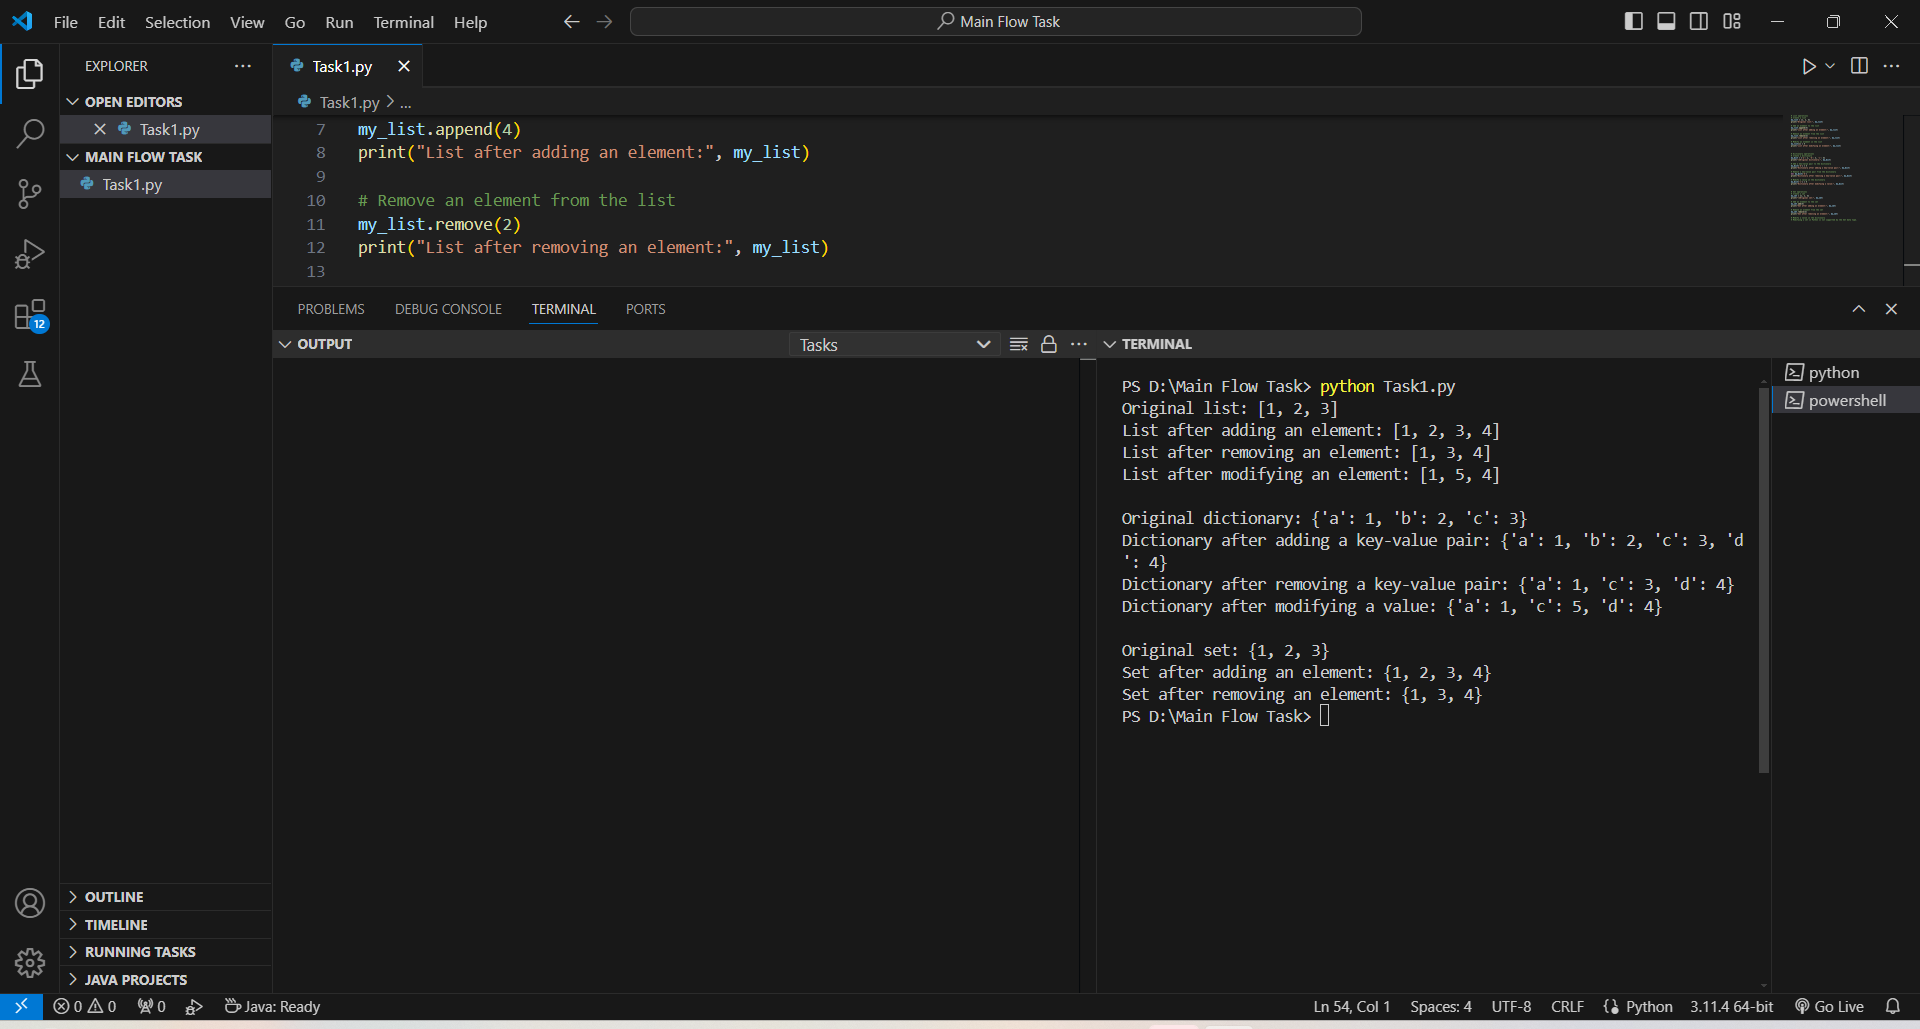 File Edit Selection View Go Run Terminal Help
Main Flow Task
EXPLORER
OPEN EDITORS
Task1.py
MAIN FLOW TASK
Task1.py
12
OUTLINE
TIMELINE
RUNNING TASKS
JAVA PROJECTS
Task1.py
Task1.py > ...
7 my_list.append(4)
8 print("List after adding an element:", my_list)
9
10 # Remove an element from the list
11 my_list.remove(2)
12 print("List after removing an element:", my_list)
13
PROBLEMS DEBUG CONSOLE TERMINAL PORTS
OUTPUT
Tasks
TERMINAL
PS D:\Main Flow Task> python Task1.py
Original list: [1, 2, 3]
List after adding an element: [1, 2, 3, 4]
List after removing an element: [1, 3, 4]
List after modifying an element: [1, 5, 4]
Original dictionary: {'a': 1, 'b': 2, 'c': 3}
Dictionary after adding a key-value pair: {'a': 1, 'b': 2, 'c': 3, 'd
': 4}
Dictionary after removing a key-value pair: {'a': 1, 'c': 3, 'd': 4}
Dictionary after modifying a value: {'a': 1, 'c': 5, 'd': 4}
Original set: {1, 2, 3}
Set after adding an element: {1, 2, 3, 4}
Set after removing an element: {1, 3, 4}
PS D:\Main Flow Task>
python
powershell
0 0 0 Java: Ready
Ln 54, Col 1 Spaces: 4 UTF-8 CRLF Python 3.11.4 64-bit Go Live